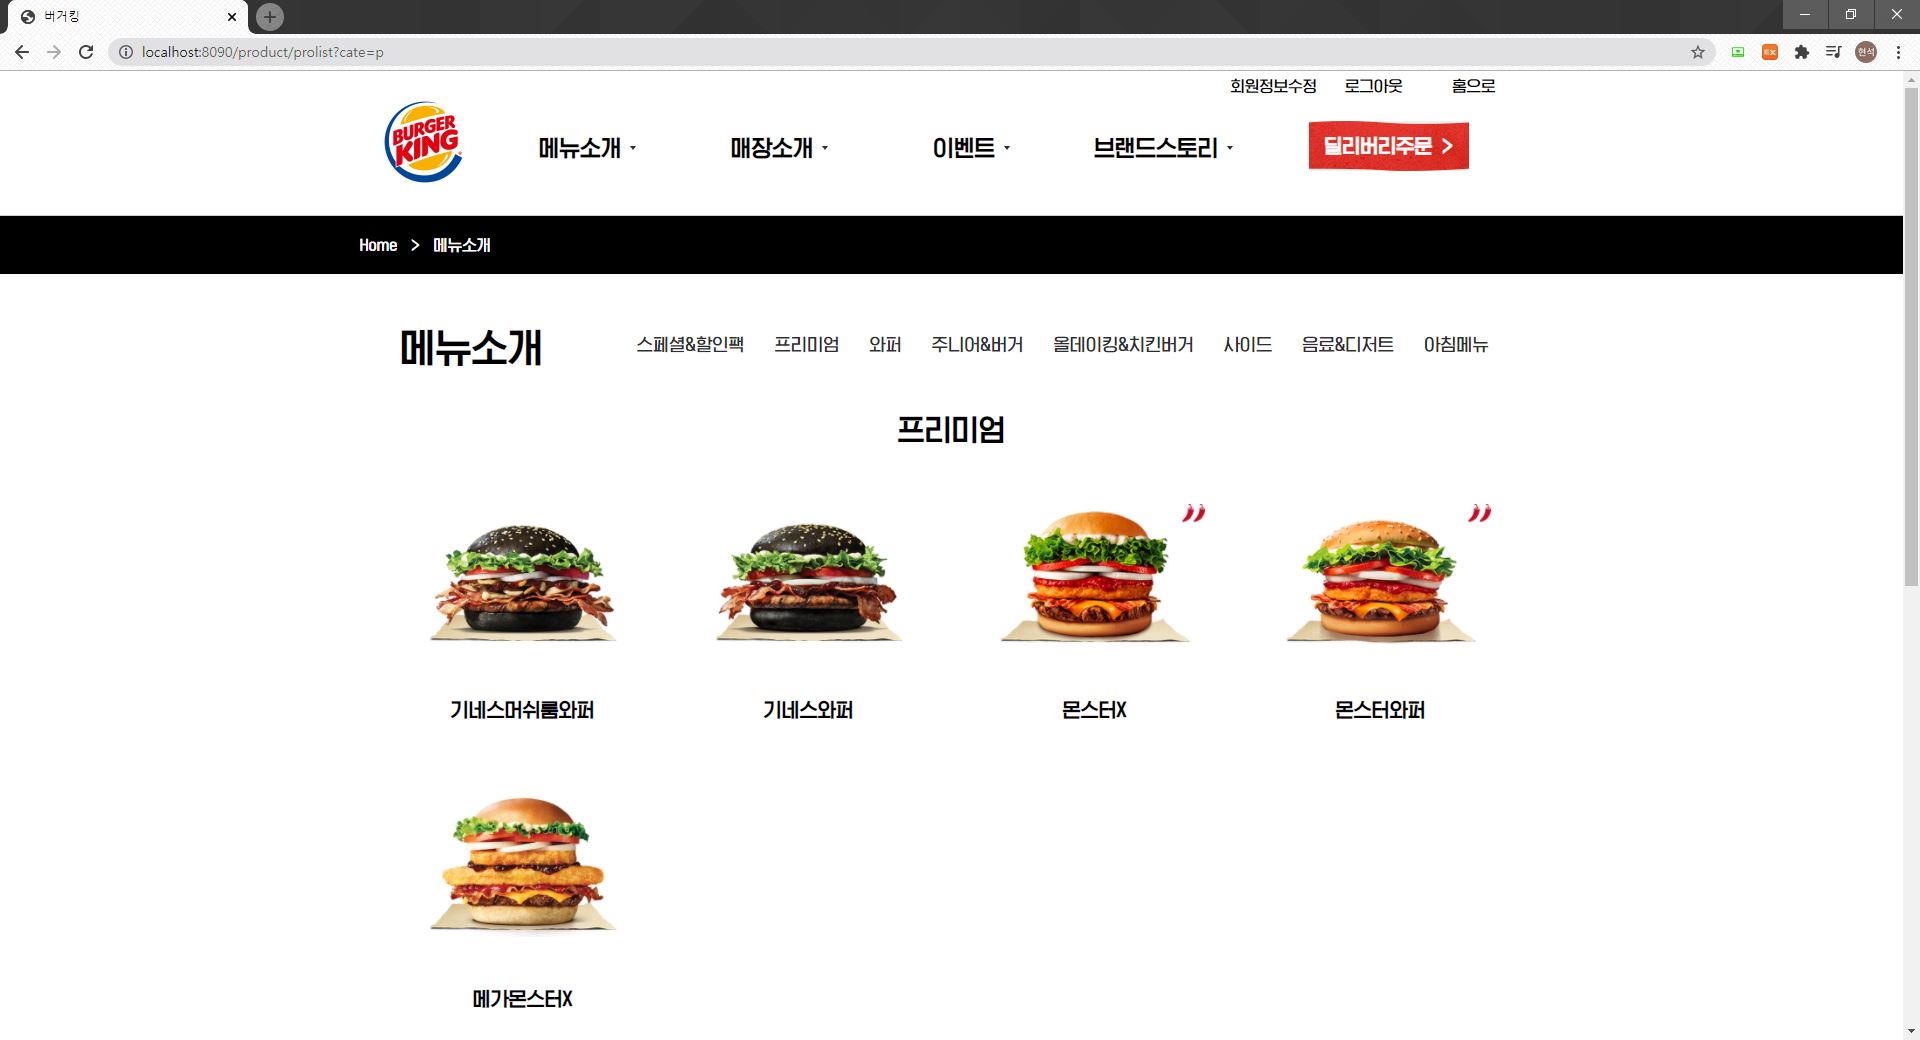 버거킹
localhost:8090/product/prolist?cate=p
EX
현석
회원정보수정 로그아웃 홈으로
BURGER KING
메뉴소개 매장소개 이벤트 브랜드스토리 딜리버리주문 >
Home > 메뉴소개
메뉴소개 스페셜&할인팩 프리미엄 와퍼 주니어&버거 올데이킹&치킨버거 사이드 음료&디저트 아침메뉴
프리미엄
기네스머쉬룸와퍼 기네스와퍼 몬스터X 몬스터와퍼
메가몬스터X